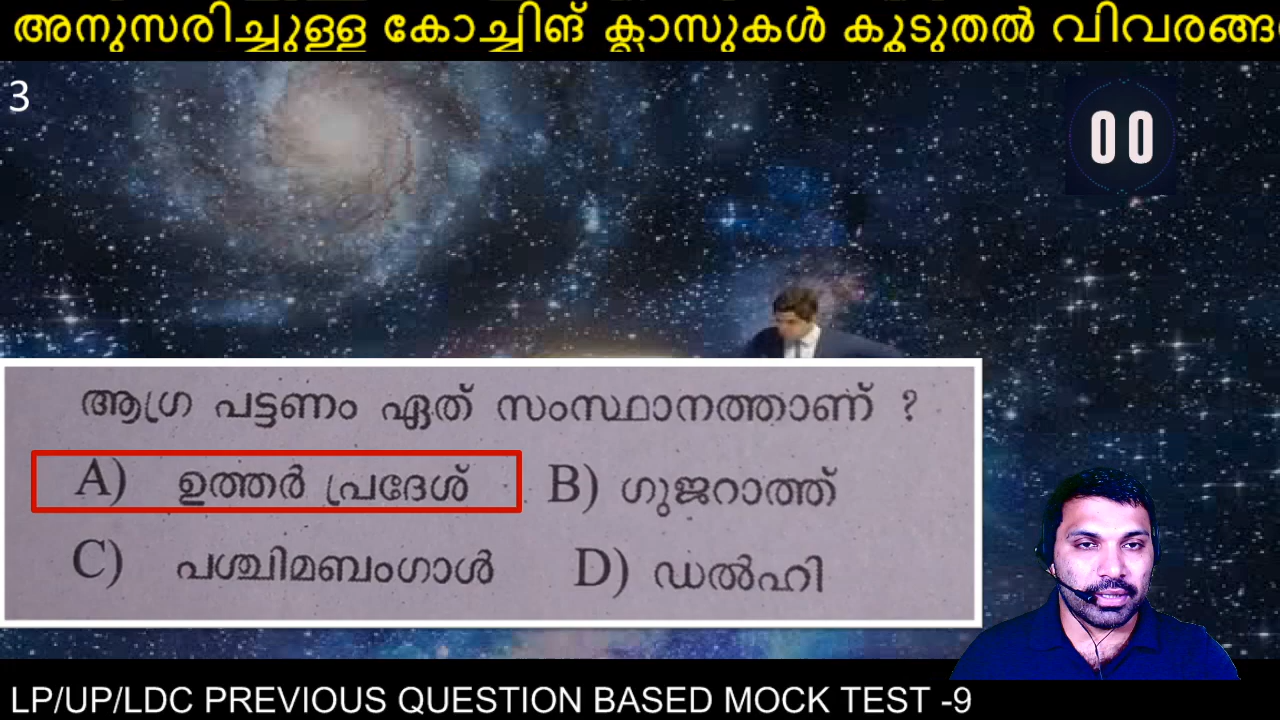 അനുസരിച്ചുള്ള കോച്ചിങ് ക്ലാസുകൾ കൂടുതൽ
3
00
ആഗ്ര പട്ടണം ഏത് സംസ്ഥാനത്താണ് ?
A) ഉത്തർ പ്രദേശ് B) ഗുജറാത്ത്
C) പശ്ചിമബംഗാൾ D) ഡൽഹി
LP/UP/LDC PREVIOUS QUESTION BASED MOCK TEST -9